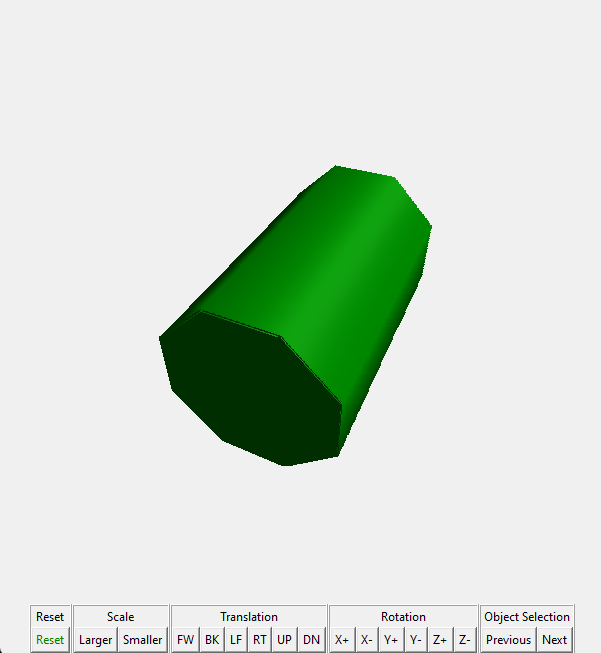 Reset Scale Translation Rotation Object Selection
Reset Larger Smaller FW BK LF RT UP DN X+ X- Y+ Y- Z+ Z- Previous Next